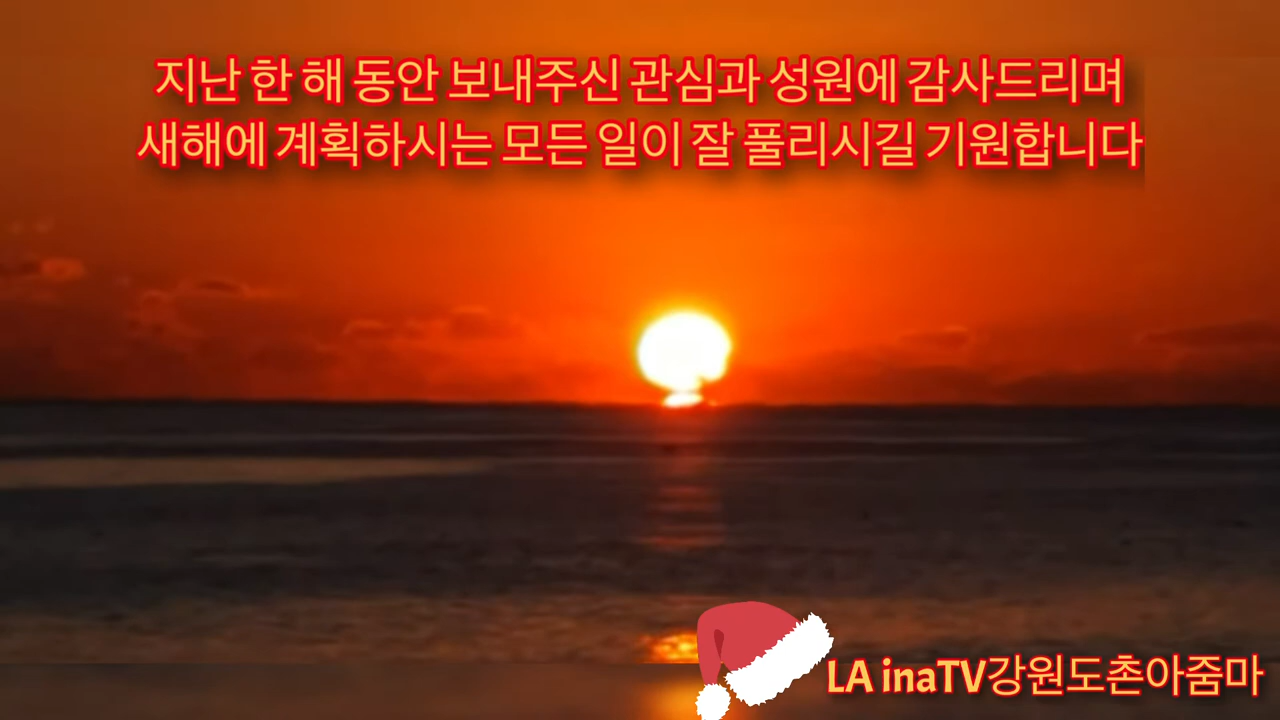 지난 한 해 동안 보내주신 관심과 성원에 감사드리며
새해에 계획하시는 모든 일이 잘 풀리시길 기원합니다
LA inaTV강원도촌아줌마